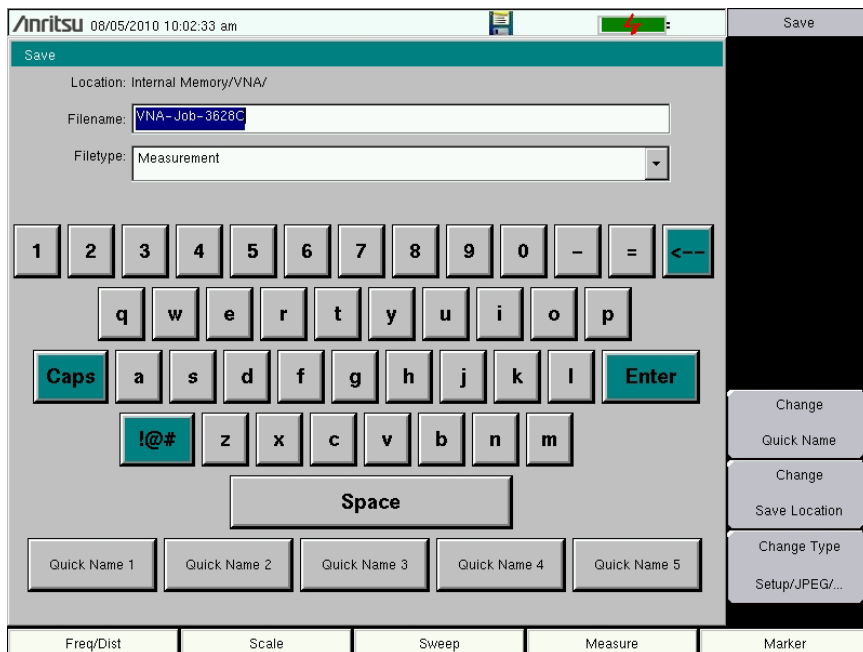 Anritsu 08/05/2010 10:02:33 am
Save
Save
Location: Internal Memory/VNA/
Filename: VNA-Job-3628C
Filetype: Measurement
1 2 3 4 5 6 7 8 9 0 - = <--
q w e r t y u i o p
Caps a s d f g h j k l Enter
!@# z x c v b n m
Space
Quick Name 1 Quick Name 2 Quick Name 3 Quick Name 4 Quick Name 5
Change
Quick Name
Change
Save Location
Change Type
Setup/JPEG/...
Freq/Dist Scale Sweep Measure Marker